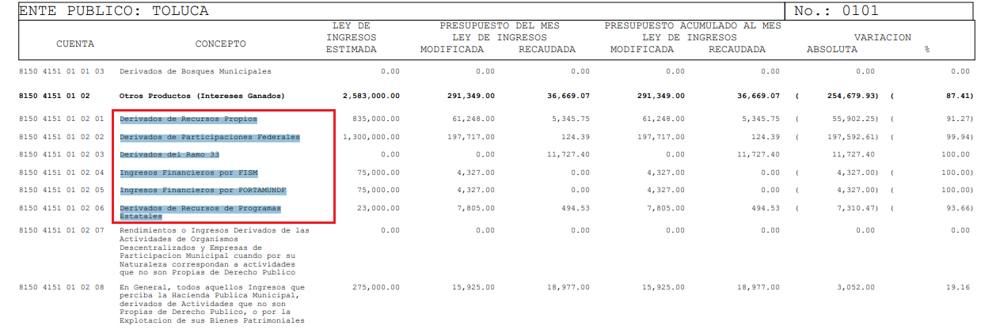 ENTE PUBLICO: TOLUCA No.: 0101
LEY DE PRESUPUESTO DEL MES PRESUPUESTO ACUMULADO AL MES
INGRESOS LEY DE INGRESOS LEY DE INGRESOS VARIACION
CUENTA CONCEPTO ESTIMADA MODIFICADA RECAUDADA MODIFICADA RECAUDADA ABSOLUTA %
8150 4151 01 01 03 Derivados de Bosques Municipales 0.00 0.00 0.00 0.00 0.00 0.00 0.00
8150 4151 01 02 Otros Productos (Intereses Ganados) 2,583,000.00 291,349.00 36,669.07 291,349.00 36,669.07 ( 254,679.93) ( 87.41)
8150 4151 01 02 01 Derivados de Recursos Propios 835,000.00 61,248.00 5,345.75 61,248.00 5,345.75 ( 55,902.25) ( 91.27)
8150 4151 01 02 02 Derivados de Participaciones Federales 1,300,000.00 197,717.00 124.39 197,717.00 124.39 ( 197,592.61) ( 99.94)
8150 4151 01 02 03 Derivados del Ramo 33 0.00 0.00 11,727.40 0.00 11,727.40 11,727.40 100.00
8150 4151 01 02 04 Ingresos Financieros por FISM 75,000.00 4,327.00 0.00 4,327.00 0.00 ( 4,327.00) ( 100.00)
8150 4151 01 02 05 Ingresos Financieros por FORTAMUNDF 75,000.00 4,327.00 0.00 4,327.00 0.00 ( 4,327.00) ( 100.00)
8150 4151 01 02 06 Derivados de Recursos de Programas 23,000.00 7,805.00 494.53 7,805.00 494.53 ( 7,310.47) ( 93.66)
Estatales
8150 4151 01 02 07 Rendimientos o Ingresos Derivados de las 0.00 0.00 0.00 0.00 0.00 0.00 0.00
Actividades de Organismos
Descentralizados y Empresas de
Participacion Municipal cuando por su
Naturaleza correspondan a actividades
que no son Propias de Derecho Publico
8150 4151 01 02 08 En General, todos aquellos Ingresos que 275,000.00 15,925.00 18,977.00 15,925.00 18,977.00 3,052.00 19.16
perciba la Hacienda Publica Municipal,
derivados de Actividades que no son
Propias de Derecho Publico, o por la
Explotacion de sus Bienes Patrimoniales